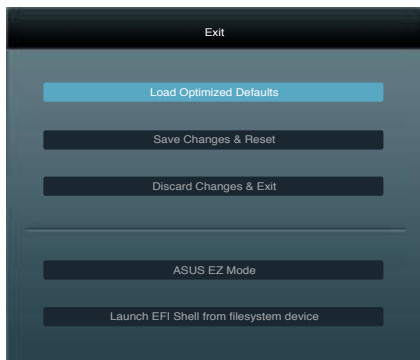 Exit
Load Optimized Defaults
Save Changes & Reset
Discard Changes & Exit
ASUS EZ Mode
Launch EFI Shell from filesystem device